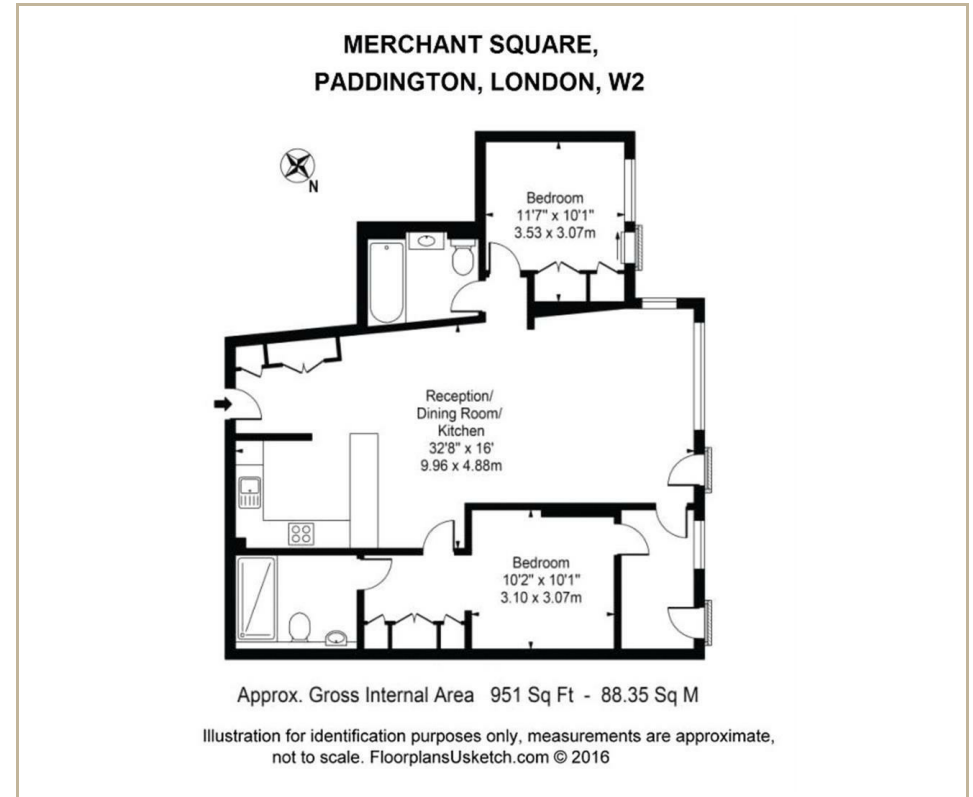 MERCHANT SQUARE,
PADDINGTON, LONDON, W2
N
Bedroom
11'7" x 10'1"
3.53 x 3.07m
Reception/
Dining Room/
Kitchen
32'8" x 16'
9.96 x 4.88m
Bedroom
10'2" x 10'1"
3.10 x 3.07m
Approx. Gross Internal Area 951 Sq Ft - 88.35 Sq M
Illustration for identification purposes only, measurements are approximate,
not to scale. FloorplansUsketch.com © 2016